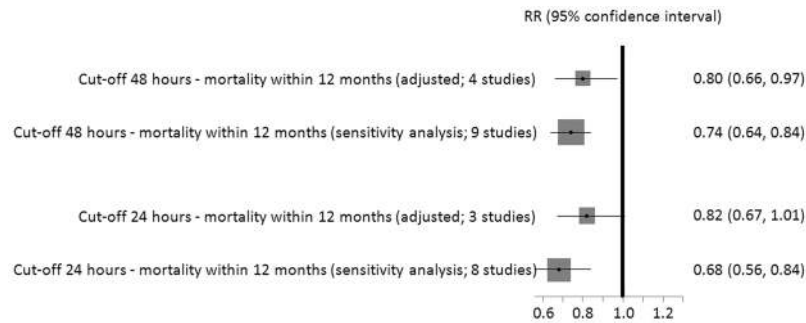 RR (95% confidence interval)
Cut-off 48 hours - mortality within 12 months (adjusted; 4 studies) 0.80 (0.66, 0.97)
Cut-off 48 hours - mortality within 12 months (sensitivity analysis; 9 studies) 0.74 (0.64, 0.84)
Cut-off 24 hours - mortality within 12 months (adjusted; 3 studies) 0.82 (0.67, 1.01)
Cut-off 24 hours - mortality within 12 months (sensitivity analysis; 8 studies) 0.68 (0.56, 0.84)
0.6 0.8 1.0 1.2